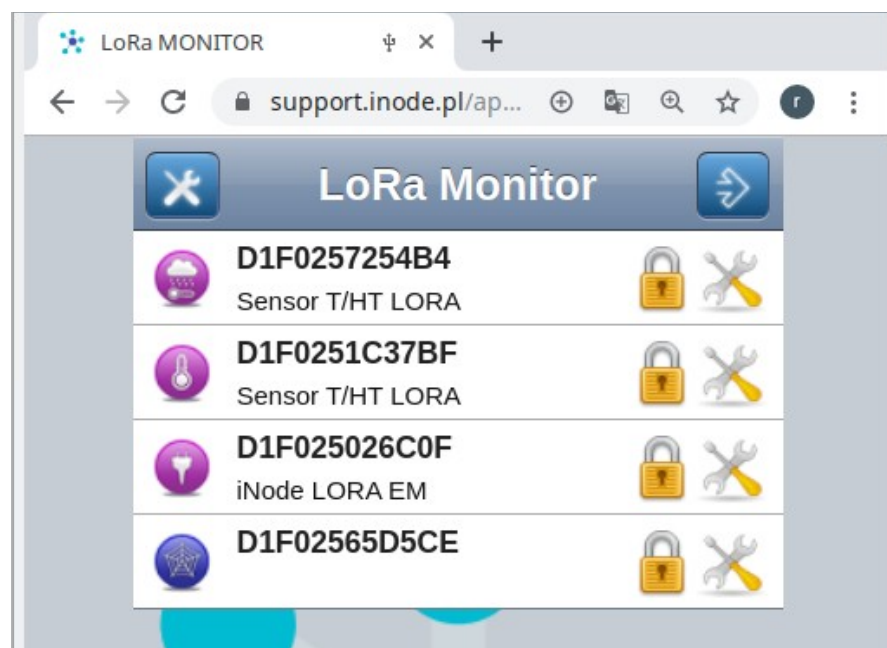 LoRa MONITOR
support.inode.pl/ap...
r
LoRa Monitor
D1F0257254B4
Sensor T/HT LORA
D1F0251C37BF
Sensor T/HT LORA
D1F025026C0F
iNode LORA EM
D1F02565D5CE